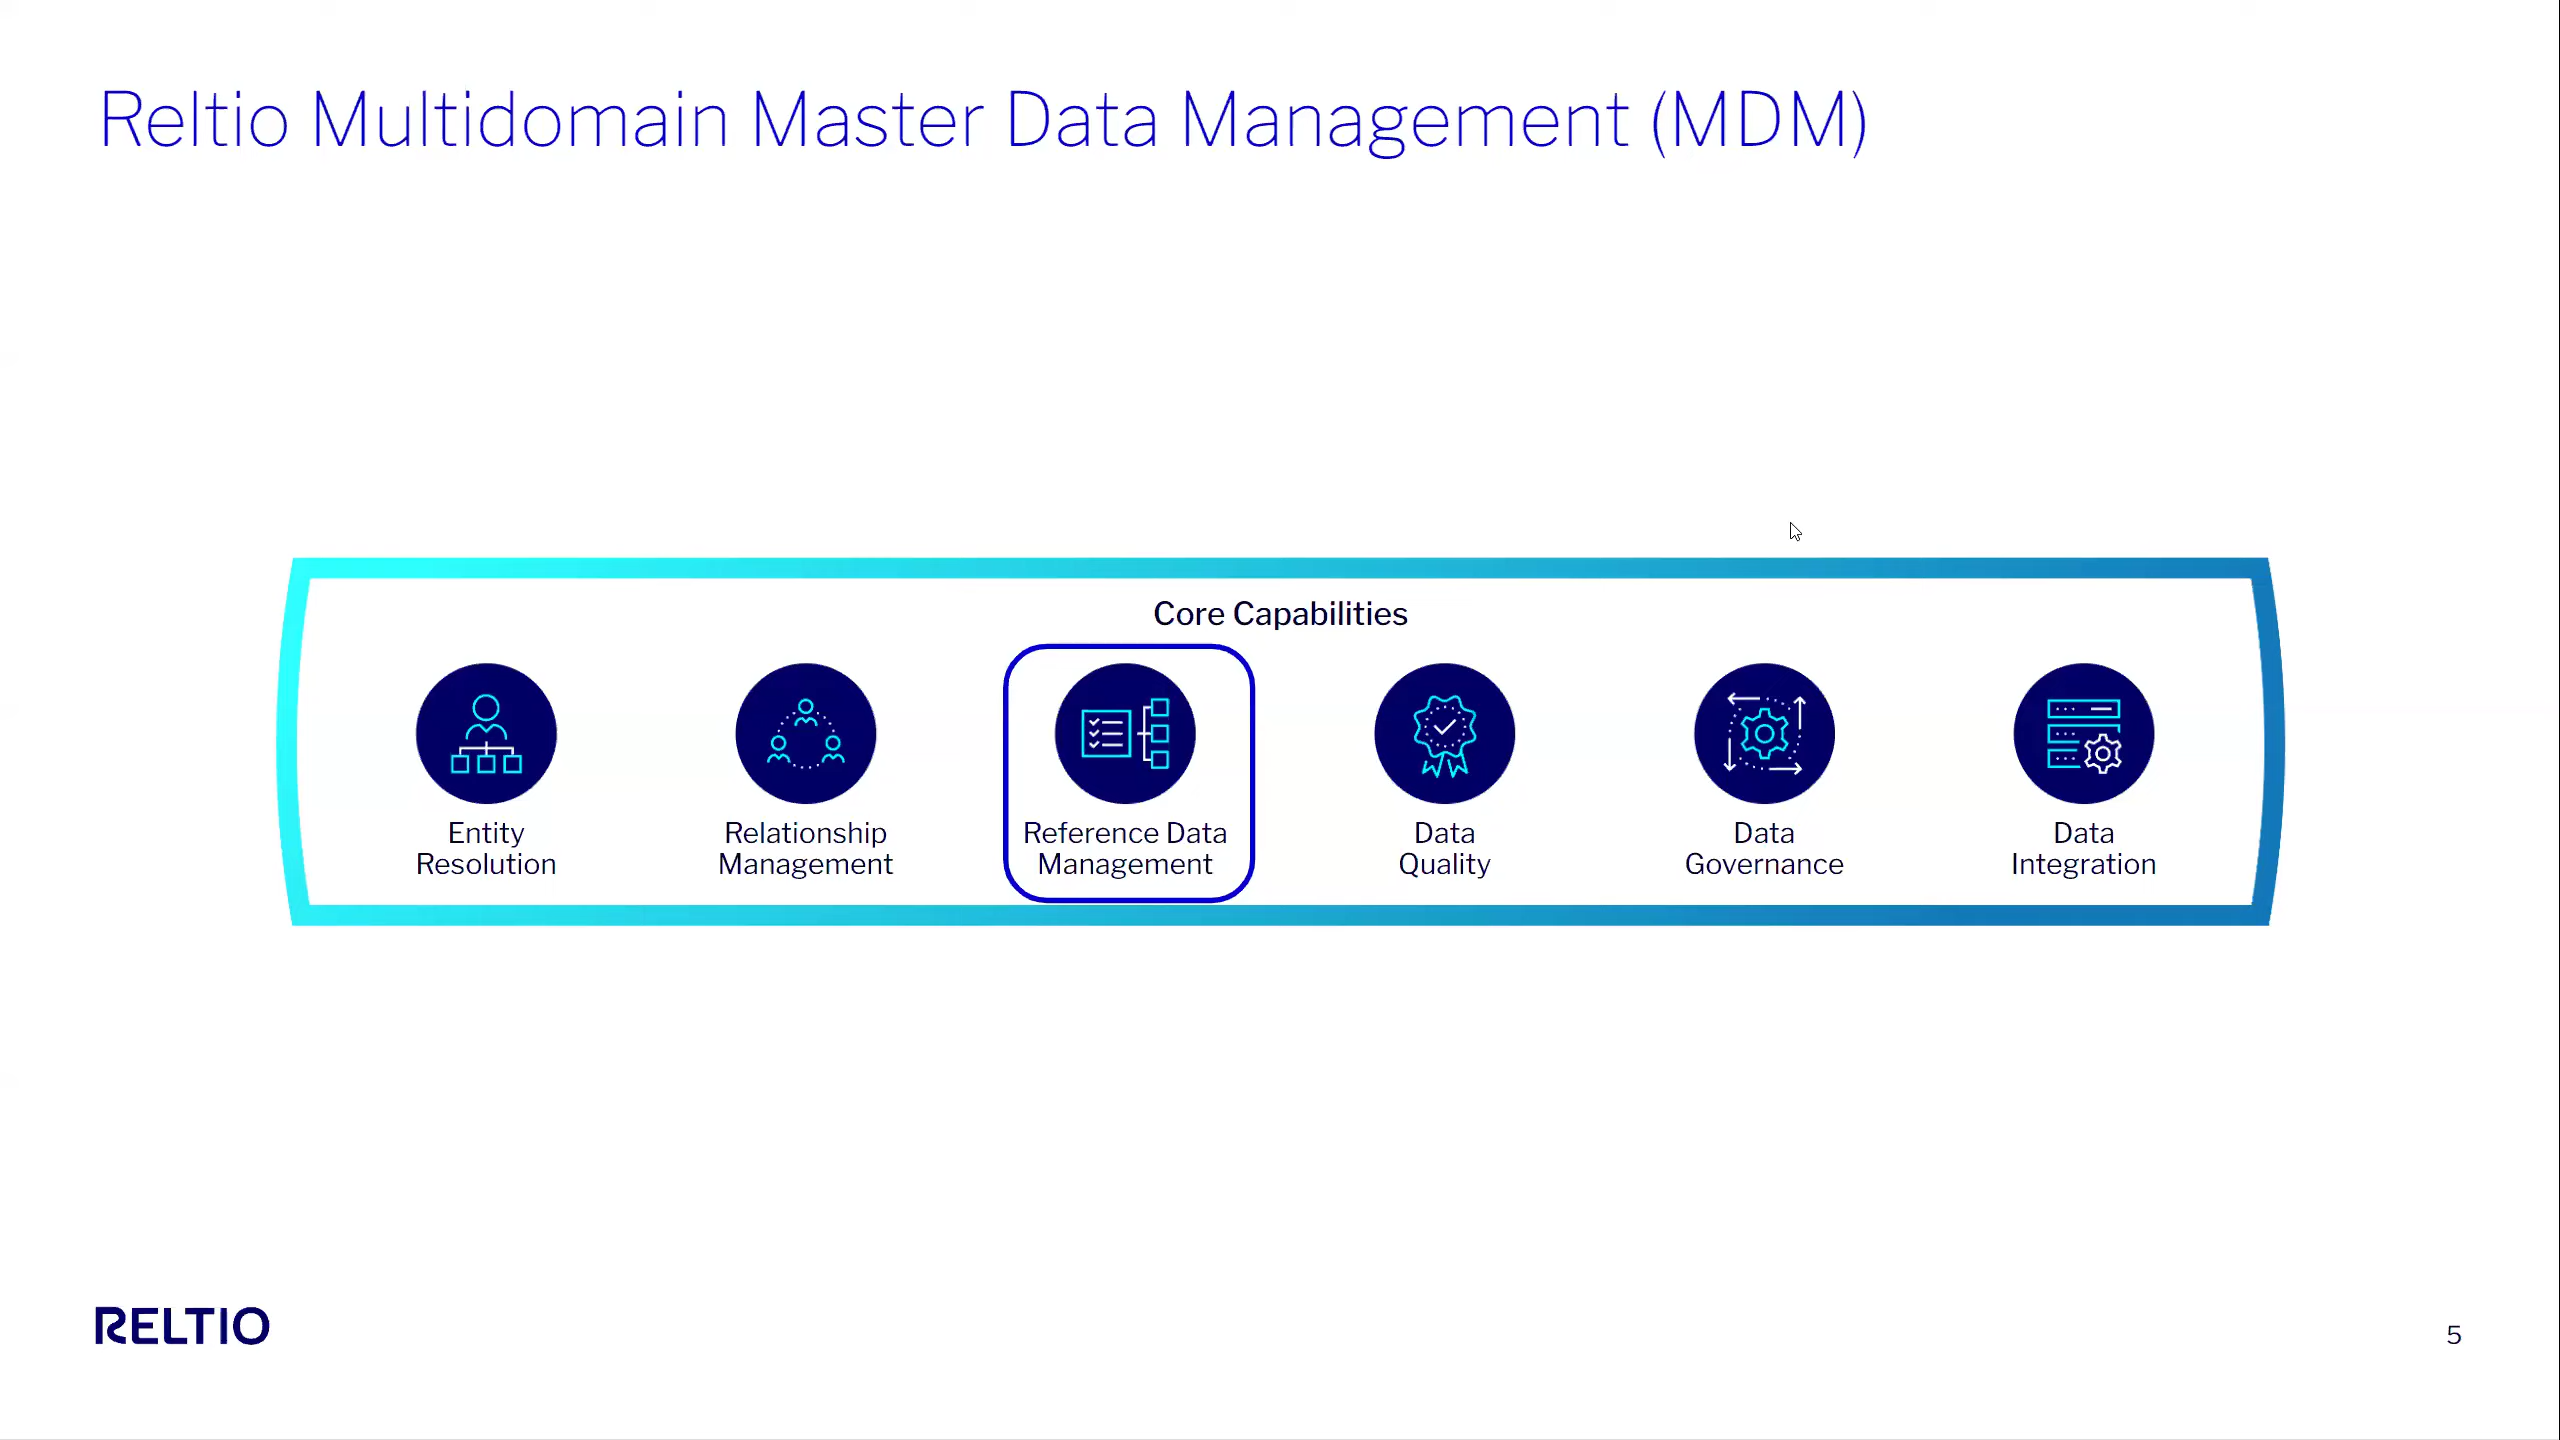 Reltio Multidomain Master Data Management (MDM)
Core Capabilities
Entity
Resolution
Relationship
Management
Reference Data
Management
Data
Quality
Data
Governance
Data
Integration
RELTIO
5